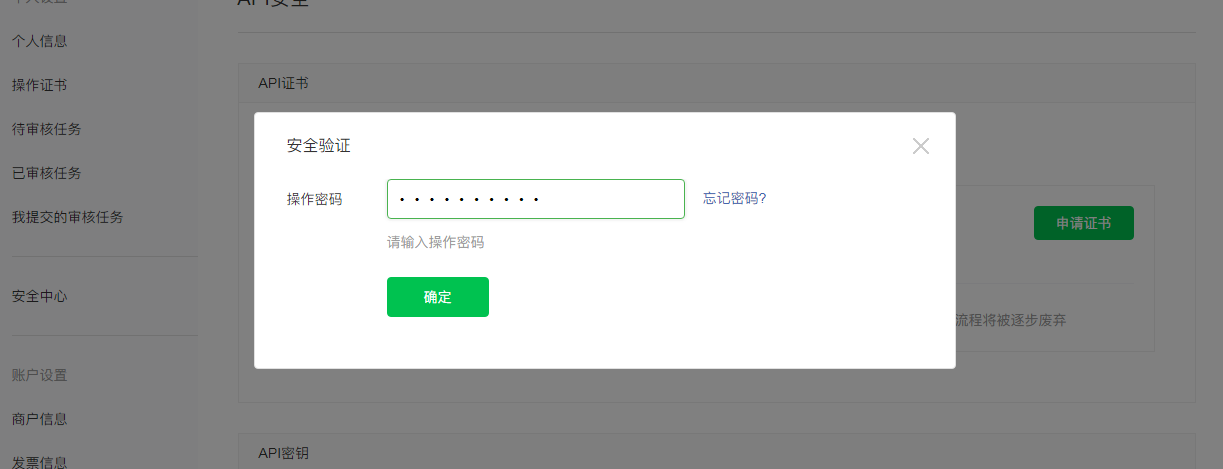 个人设置
API安全
个人信息
操作证书
待审核任务
已审核任务
我提交的审核任务
安全中心
账户设置
商户信息
发票信息
API证书
安全验证
操作密码
忘记密码?
请输入操作密码
确定
申请证书
流程将被逐步废弃
API密钥